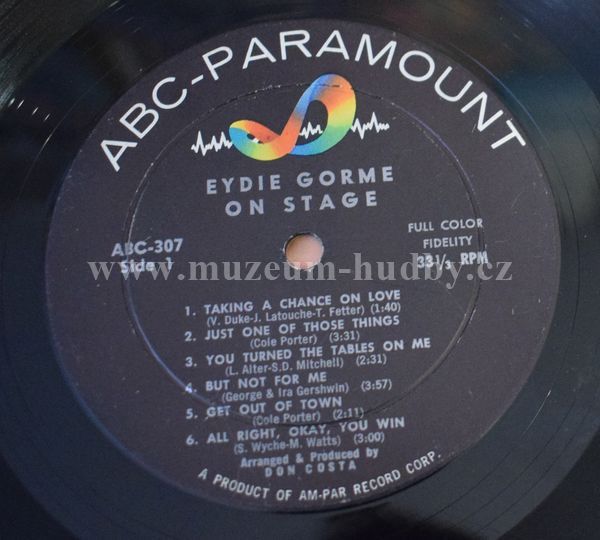 ABC-PARAMOUNT
EYDIE GORME
ON STAGE
ABC-307
Side 1
FULL COLOR
FIDELITY
33 1/3 RPM
www.muzeum-hudby.cz
1. TAKING A CHANCE ON LOVE
(V. Duke-J. Latouche-T. Fetter) (1:40)
2. JUST ONE OF THOSE THINGS
(Cole Porter) (3:31)
3. YOU TURNED THE TABLES ON ME
(L. Alter-S.D. Mitchell) (2:31)
4. BUT NOT FOR ME
(George & Ira Gershwin) (3:57)
5. GET OUT OF TOWN
(Cole Porter) (2:11)
6. ALL RIGHT, OKAY, YOU WIN
(S. Wyche-M. Watts) (3:00)
Arranged & Produced by
DON COSTA
A PRODUCT OF AM-PAR RECORD CORP.